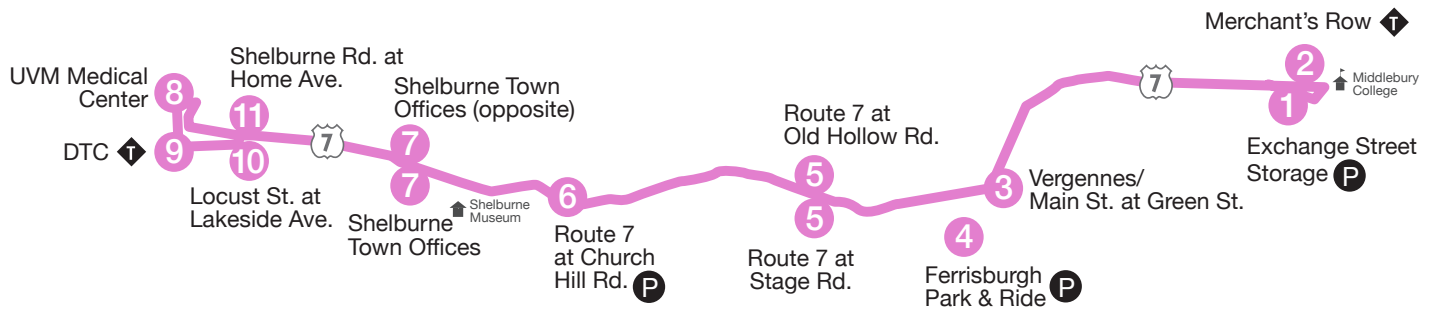 UVM Medical
Center
8
DTC
T
9
Shelburne Rd. at
Home Ave.
11
10
Locust St. at
Lakeside Ave.
7
Shelburne Town
Offices (opposite)
7
7
Shelburne
Town Offices
Shelburne
Museum
6
Route 7
at Church
Hill Rd.
P
Route 7 at
Old Hollow Rd.
5
5
Route 7 at
Stage Rd.
4
Ferrisburgh
Park & Ride
P
3
Vergennes/
Main St. at Green St.
7
Merchant's Row
T
2
1
Middlebury
College
Exchange Street
Storage
P